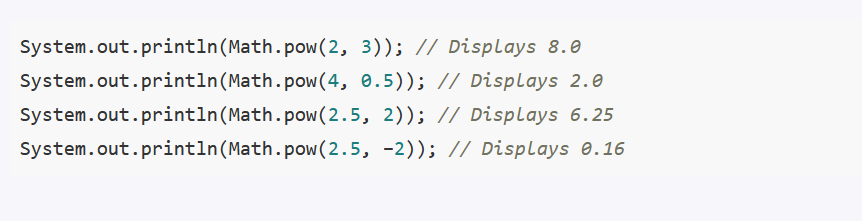 System.out.println(Math.pow(2, 3)); // Displays 8.0
System.out.println(Math.pow(4, 0.5)); // Displays 2.0
System.out.println(Math.pow(2.5, 2)); // Displays 6.25
System.out.println(Math.pow(2.5, -2)); // Displays 0.16